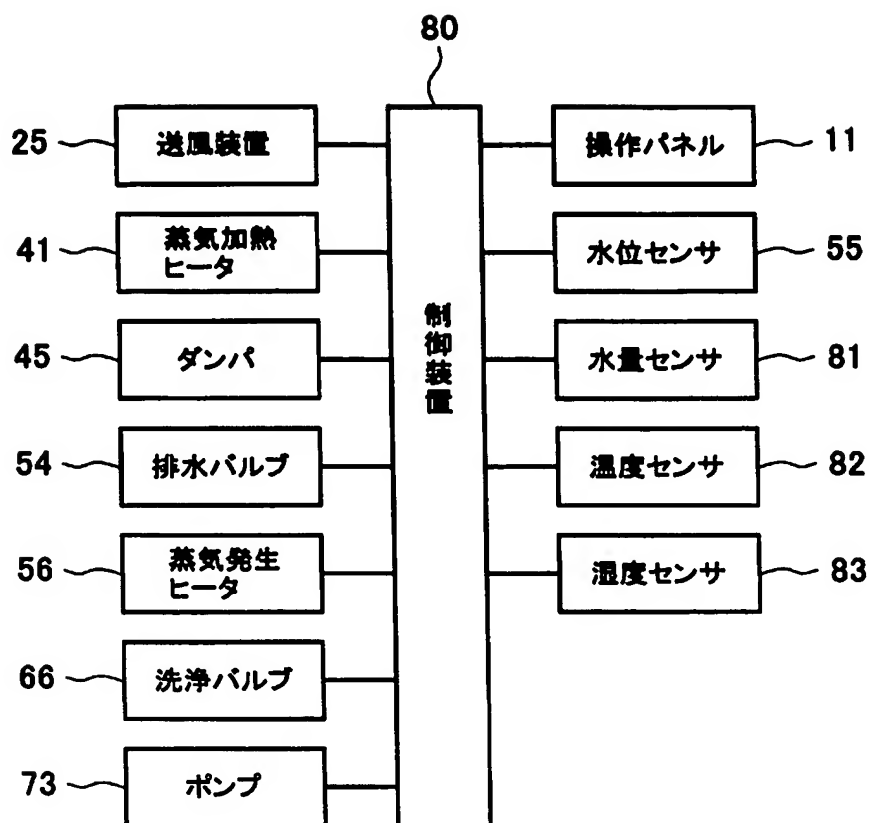 80
25 送風装置
操作パネル 11
41 蒸気加熱
ヒータ
水位センサ 55
45 ダンパ
制御装置
水量センサ 81
54 排水バルブ
温度センサ 82
56 蒸気発生
ヒータ
湿度センサ 83
66 洗浄バルブ
73 ポンプ